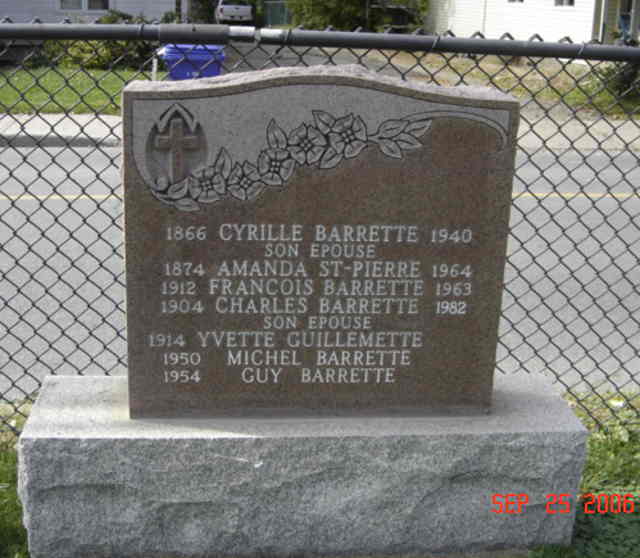 1866 CYRILLE BARRETTE 1940
SON EPOUSE
1874 AMANDA ST-PIERRE 1964
1912 FRANCOIS BARRETTE 1963
1904 CHARLES BARRETTE 1982
SON EPOUSE
1914 YVETTE GUILLEMETTE
1950 MICHEL BARRETTE
1954 GUY BARRETTE
SEP 25 2006